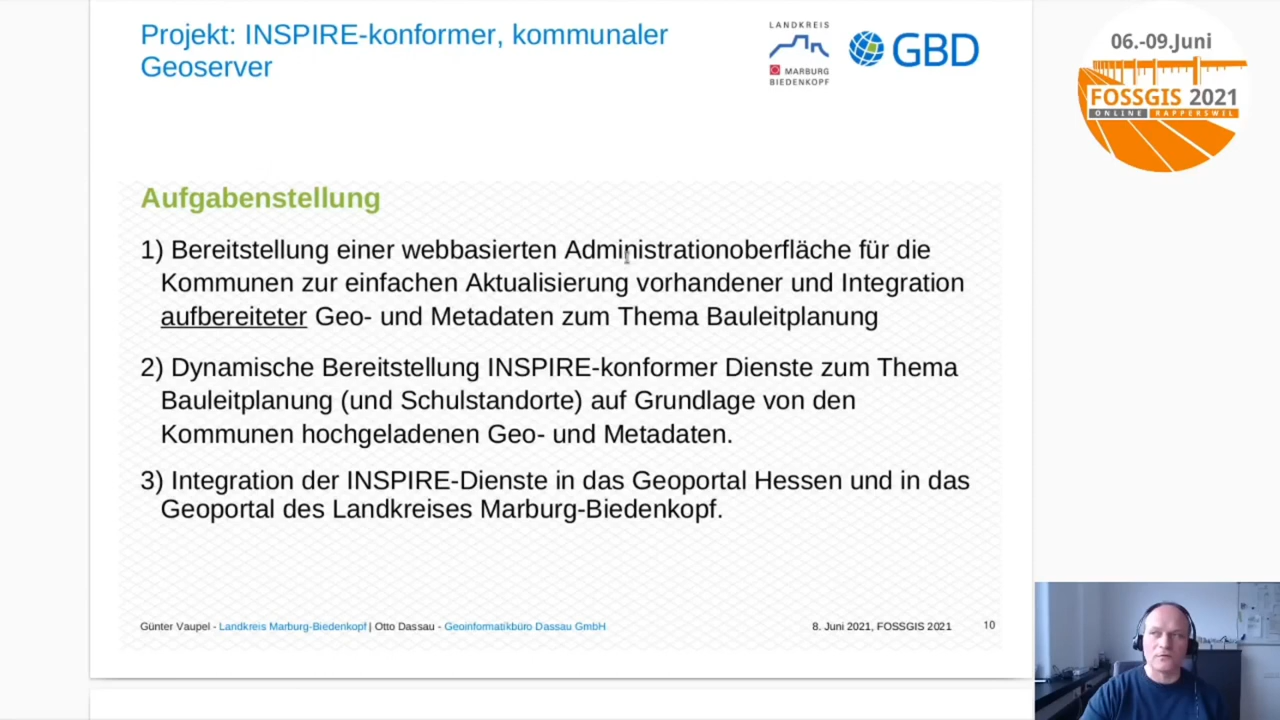 Projekt: INSPIRE-konformer, kommunaler
Geoserver
LANDKREIS
MARBURG
BIEDENKOPF
GBD
06.-09.Juni
FOSSGIS 2021
ONLINE RAPPERSWIL
Aufgabenstellung
1) Bereitstellung einer webbasierten Administrationoberfläche für die
Kommunen zur einfachen Aktualisierung vorhandener und Integration
aufbereiteter Geo- und Metadaten zum Thema Bauleitplanung
2) Dynamische Bereitstellung INSPIRE-konformer Dienste zum Thema
Bauleitplanung (und Schulstandorte) auf Grundlage von den
Kommunen hochgeladenen Geo- und Metadaten.
3) Integration der INSPIRE-Dienste in das Geoportal Hessen und in das
Geoportal des Landkreises Marburg-Biedenkopf.
Günter Vaupel - Landkreis Marburg-Biedenkopf | Otto Dassau - Geoinformatikbüro Dassau GmbH
8. Juni 2021, FOSSGIS 2021
10